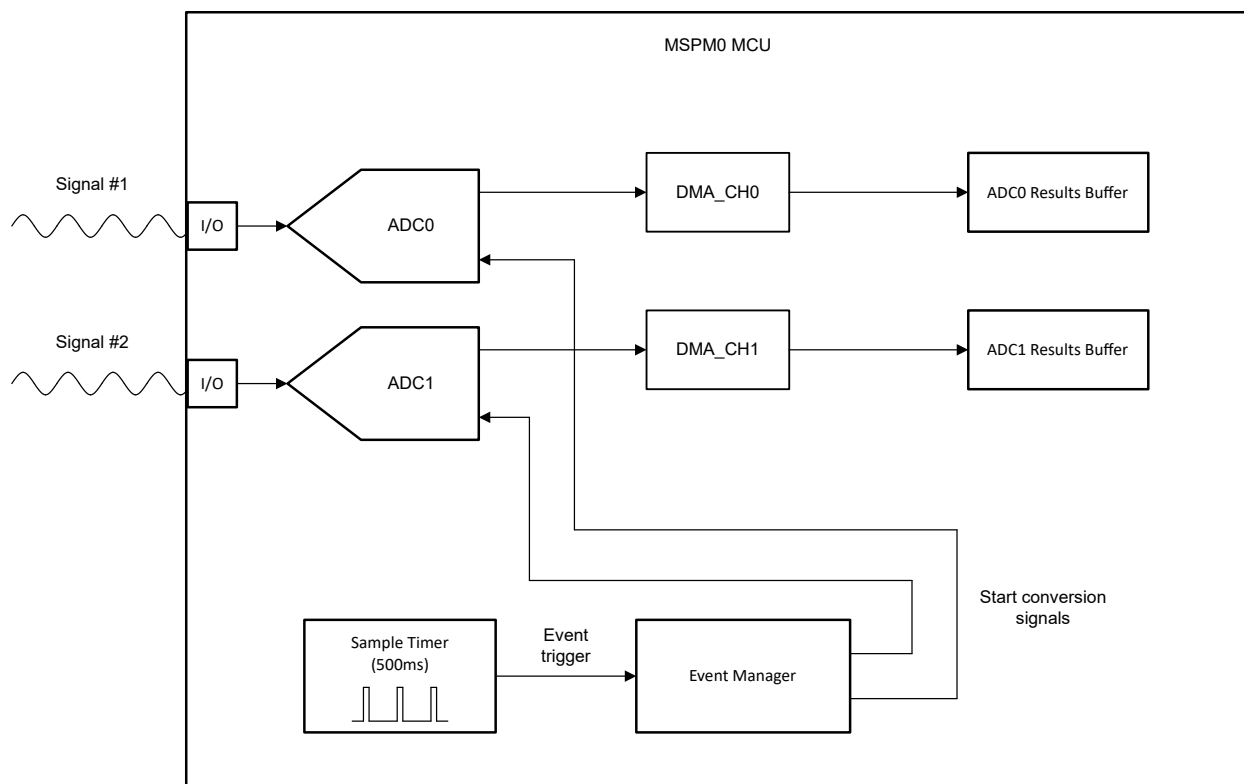 MSPM0 MCU
Signal #1
I/O
ADC0
DMA_CH0
ADC0 Results Buffer
Signal #2
I/O
ADC1
DMA_CH1
ADC1 Results Buffer
Start conversion
signals
Sample Timer
(500ms)
Event
trigger
Event Manager